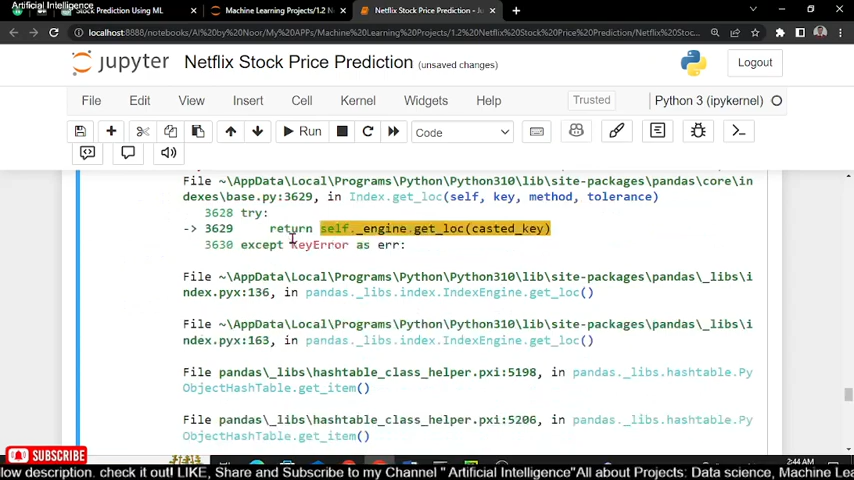 Artificial Intelligence
Stock Prediction Using ML
Machine Learning Projects/1.2 N
Netflix Stock Price Prediction - Ju
localhost:8888/notebooks/AI%20by%20Noor/My%20APPs/Machine%20Learning%20Projects/1.2%20Netflix%20Stock%20Price%20Prediction/Netflix%20Stoc...
jupyter Netflix Stock Price Prediction (unsaved changes)
Logout
File Edit View Insert Cell Kernel Widgets Help
Trusted
Python 3 (ipykernel)
Run
Code
File ~\AppData\Local\Programs\Python\Python310\lib\site-packages\pandas\core\in
dexes\base.py:3629, in Index.get_loc(self, key, method, tolerance)
3628 try:
-> 3629 return self._engine.get_loc(casted_key)
3630 except KeyError as err:
File ~\AppData\Local\Programs\Python\Python310\lib\site-packages\pandas\_libs\i
ndex.pyx:136, in pandas._libs.index.IndexEngine.get_loc()
File ~\AppData\Local\Programs\Python\Python310\lib\site-packages\pandas\_libs\i
ndex.pyx:163, in pandas._libs.index.IndexEngine.get_loc()
File pandas\_libs\hashtable_class_helper.pxi:5198, in pandas._libs.hashtable.Py
ObjectHashTable.get_item()
File pandas\_libs\hashtable_class_helper.pxi:5206, in pandas._libs.hashtable.Py
ObjectHashTable.get_item()
SUBSCRIBE
2:44 AM
low description. check it out! LIKE, Share and Subscribe to my Channel " Artificial Intelligence"All about Projects: Data science, Machine Le